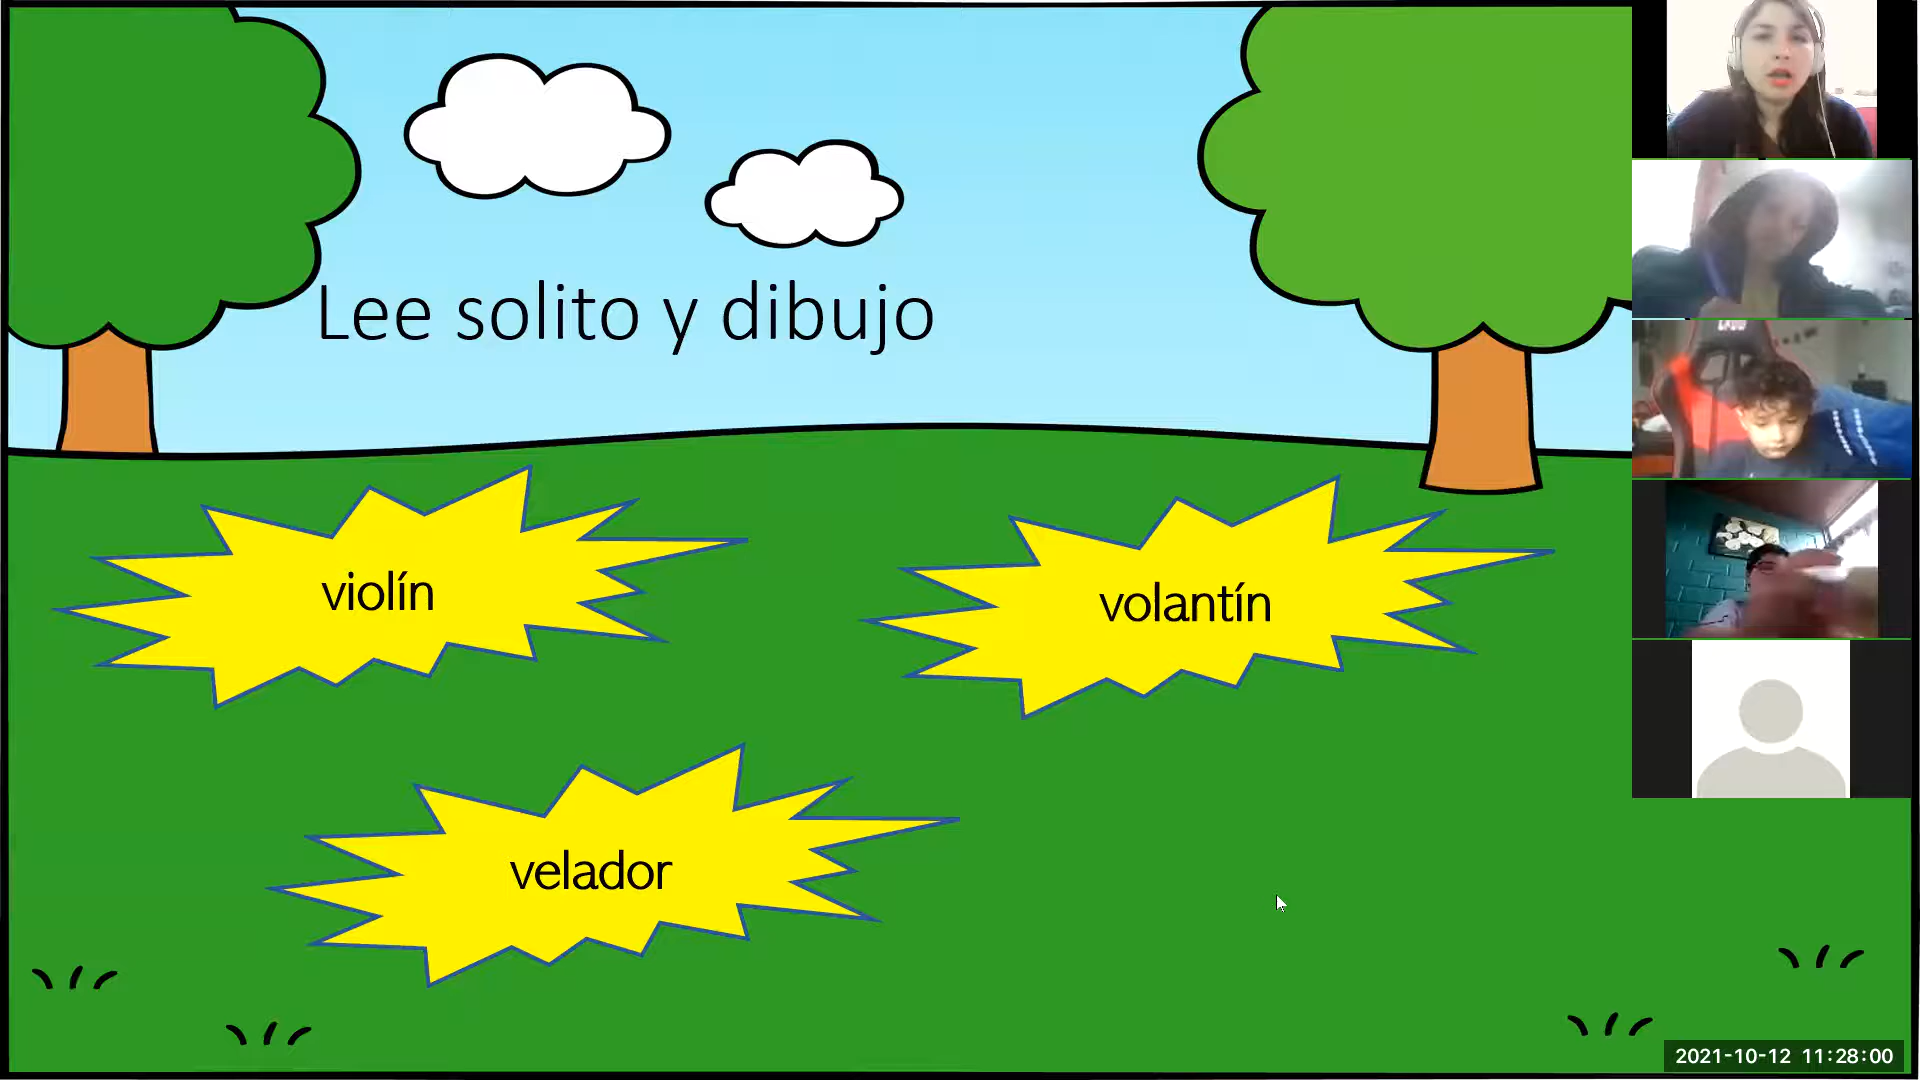 Lee solito y dibujo
violín
volantín
velador
2021-10-12 11:28:00